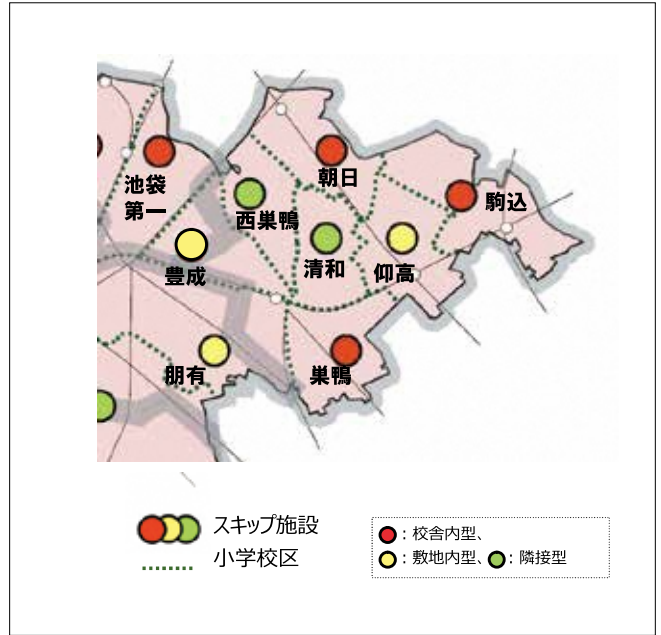 朝日
池袋
第一
駒込
西巣鴨
清和
仰高
豊成
朋有
巣鴨
スキップ施設
小学校区
：校舎内型、
：敷地内型、：隣接型